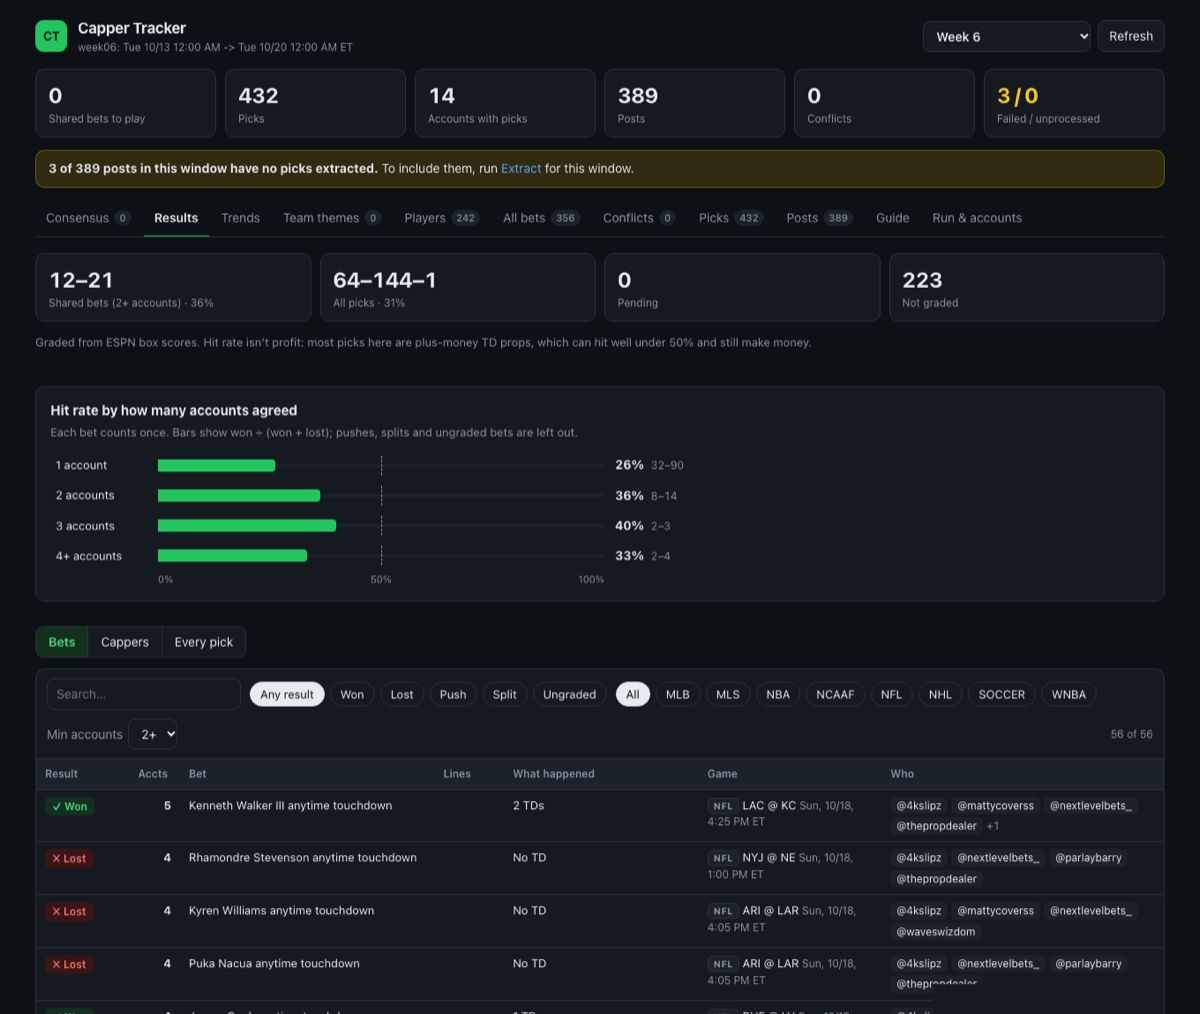 CT
Capper Tracker
week06: Tue 10/13 12:00 AM -> Tue 10/20 12:00 AM ET
Week 6
Refresh
0
Shared bets to play
432
Picks
14
Accounts with picks
389
Posts
0
Conflicts
3 / 0
Failed / unprocessed
3 of 389 posts in this window have no picks extracted. To include them, run Extract for this window.
Consensus 0 Results Trends Team themes 0 Players 242 All bets 356 Conflicts 0 Picks 432 Posts 389 Guide Run & accounts
12–21
Shared bets (2+ accounts) · 36%
64–144–1
All picks · 31%
0
Pending
223
Not graded
Graded from ESPN box scores. Hit rate isn't profit: most picks here are plus-money TD props, which can hit well under 50% and still make money.
Hit rate by how many accounts agreed
Each bet counts once. Bars show won ÷ (won + lost); pushes, splits and ungraded bets are left out.
1 account 26% 32–90
2 accounts 36% 8–14
3 accounts 40% 2–3
4+ accounts 33% 2–4
0% 50% 100%
Bets Cappers Every pick
Search... Any result Won Lost Push Split Ungraded All MLB MLS NBA NCAAF NFL NHL SOCCER WNBA
Min accounts 2+ 56 of 56
Result Accts Bet Lines What happened Game Who
✓ Won 5 Kenneth Walker III anytime touchdown 2 TDs NFL LAC @ KC Sun, 10/18, @4kslipz @mattycoverss @nextlevelbets_
4:25 PM ET @thepropdealer +1
✕ Lost 4 Rhamondre Stevenson anytime touchdown No TD NFL NYJ @ NE Sun, 10/18, @4kslipz @nextlevelbets_ @parlaybarry
1:00 PM ET @thepropdealer
✕ Lost 4 Kyren Williams anytime touchdown No TD NFL ARI @ LAR Sun, 10/18, @4kslipz @mattycoverss @nextlevelbets_
4:05 PM ET @waveswizdom
✕ Lost 4 Puka Nacua anytime touchdown No TD NFL ARI @ LAR Sun, 10/18, @4kslipz @nextlevelbets_ @parlaybarry
4:05 PM ET @thepropdealer